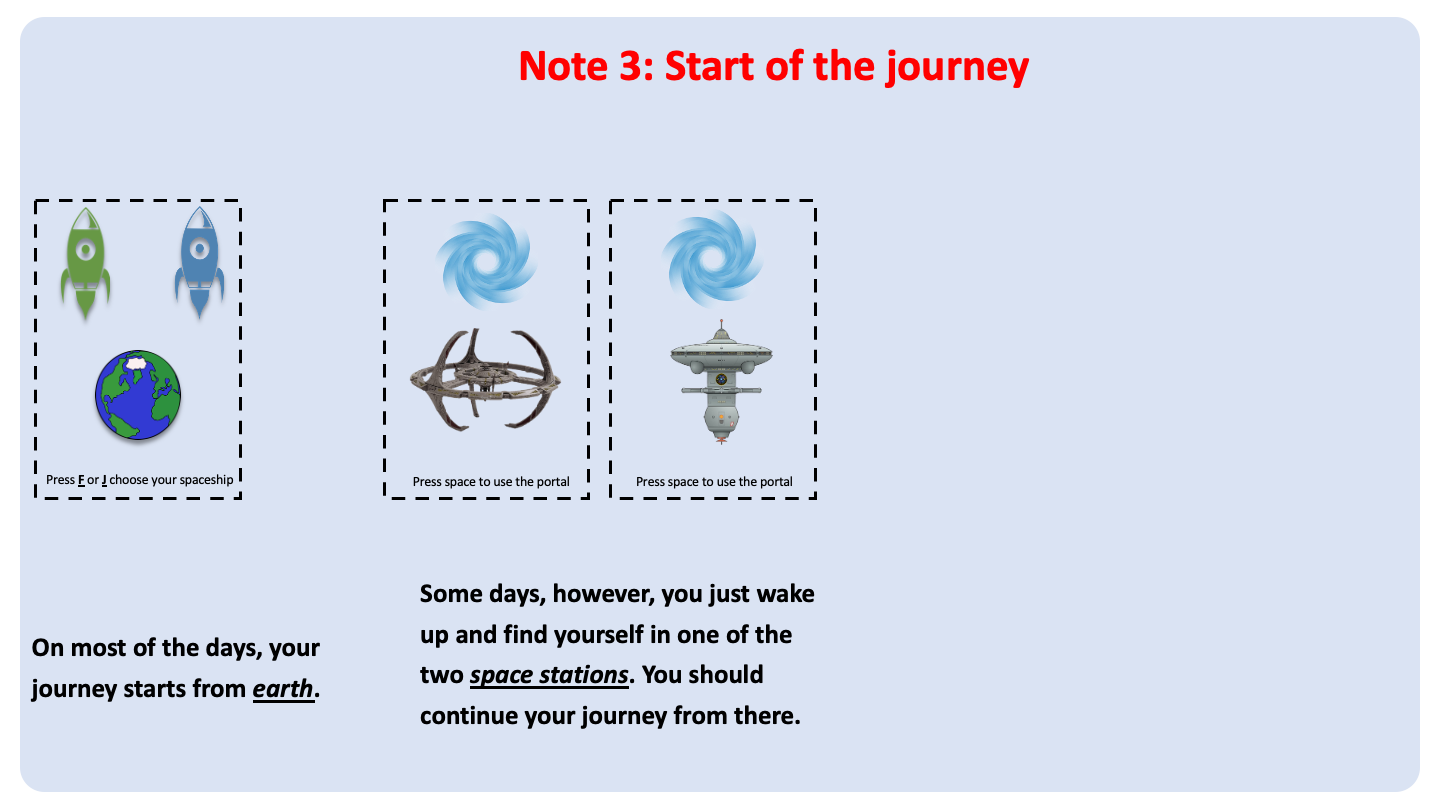 Note 3: Start of the journey
Press F or J choose your spaceship
Press space to use the portal
Press space to use the portal
On most of the days, your
journey starts from earth.
Some days, however, you just wake
up and find yourself in one of the
two space stations. You should
continue your journey from there.